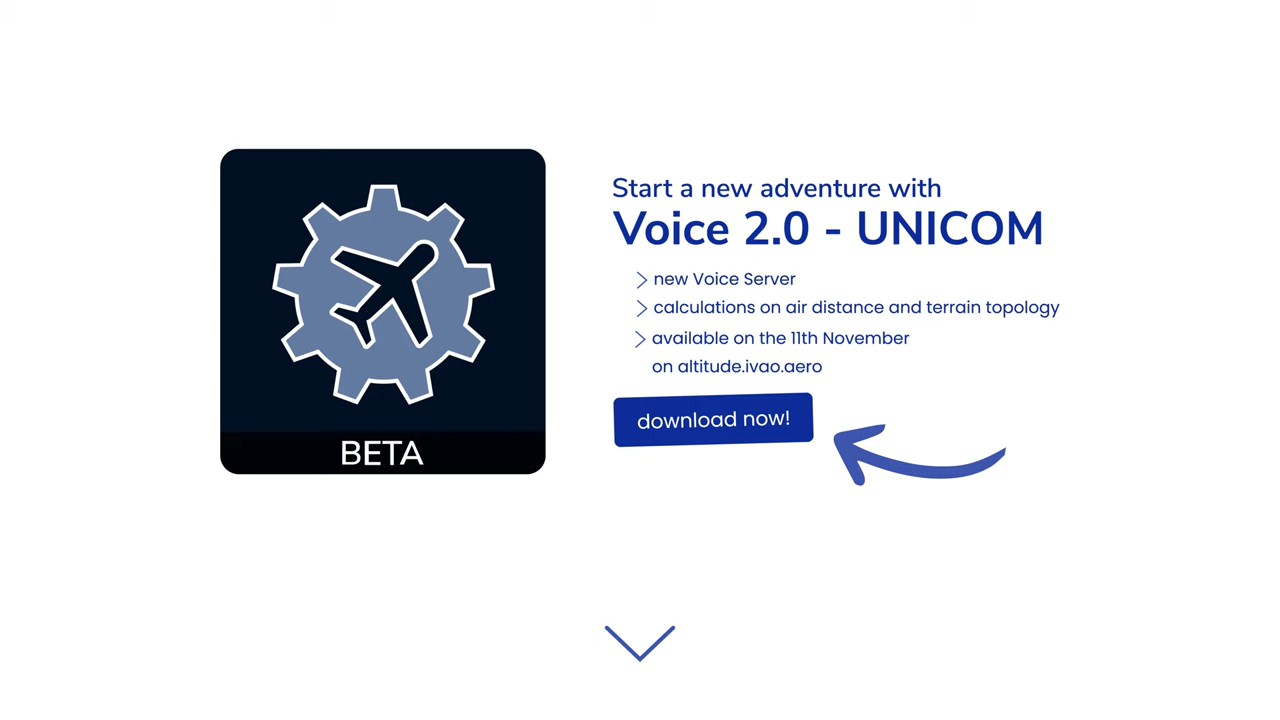 Start a new adventure with
Voice 2.0 - UNICOM
new Voice Server
calculations on air distance and terrain topology
available on the 11th November
on altitude.ivao.aero
download now!
BETA